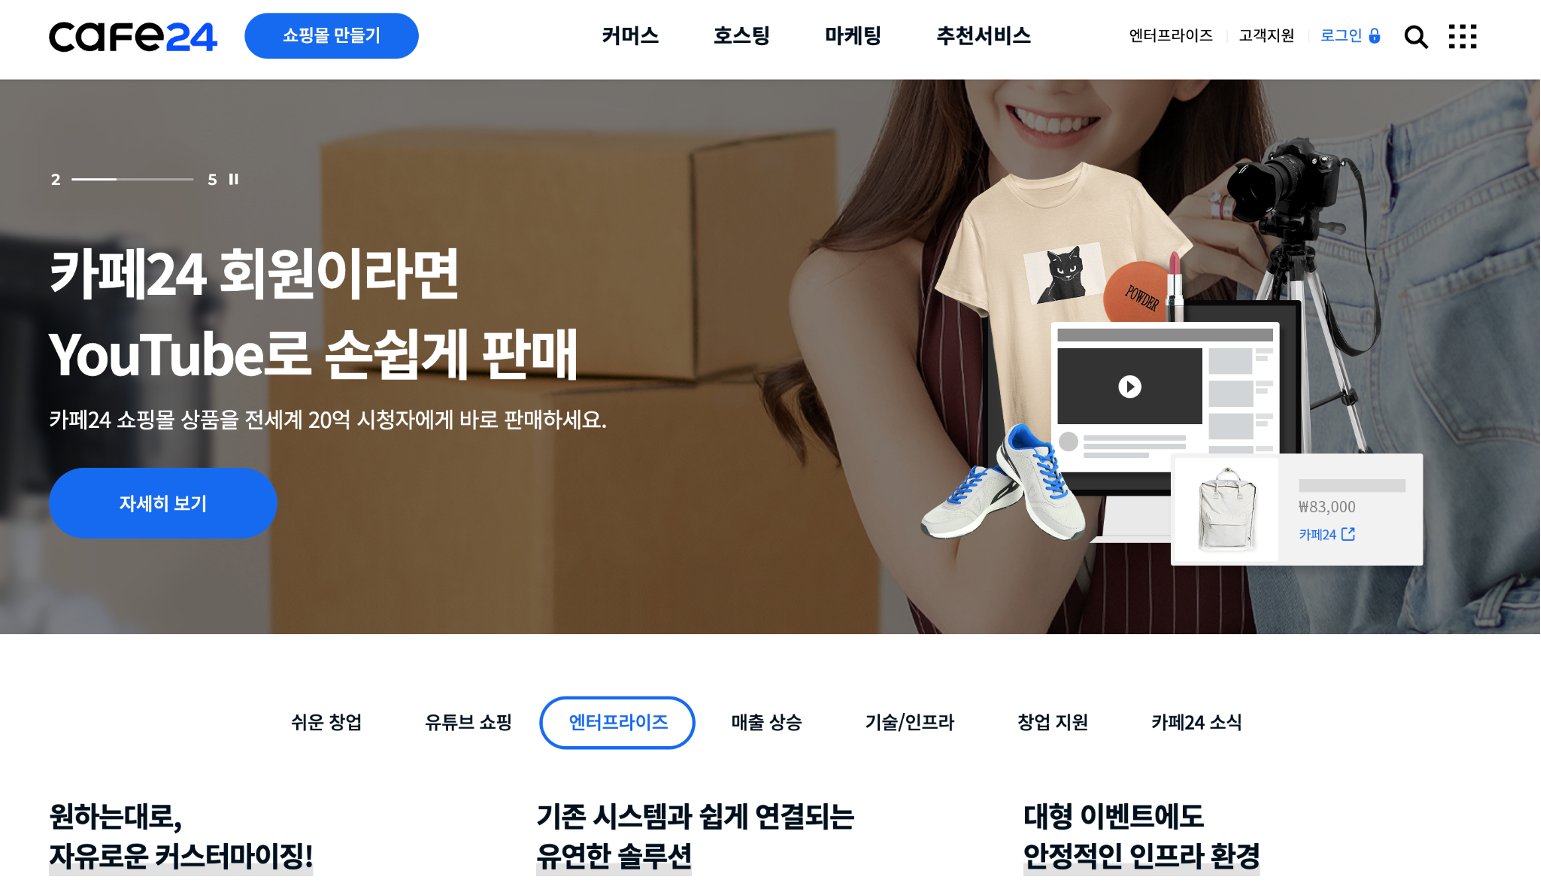 cafe24
쇼핑몰 만들기
커머스
호스팅
마케팅
추천서비스
엔터프라이즈
고객지원
로그인
2
5
카페24 회원이라면
YouTube로 손쉽게 판매
카페24 쇼핑몰 상품을 전세계 20억 시청자에게 바로 판매하세요.
자세히 보기
POWDER
₩83,000
카페24
쉬운 창업
유튜브 쇼핑
엔터프라이즈
매출 상승
기술/인프라
창업 지원
카페24 소식
원하는대로,
자유로운 커스터마이징!
기존 시스템과 쉽게 연결되는
유연한 솔루션
대형 이벤트에도
안정적인 인프라 환경